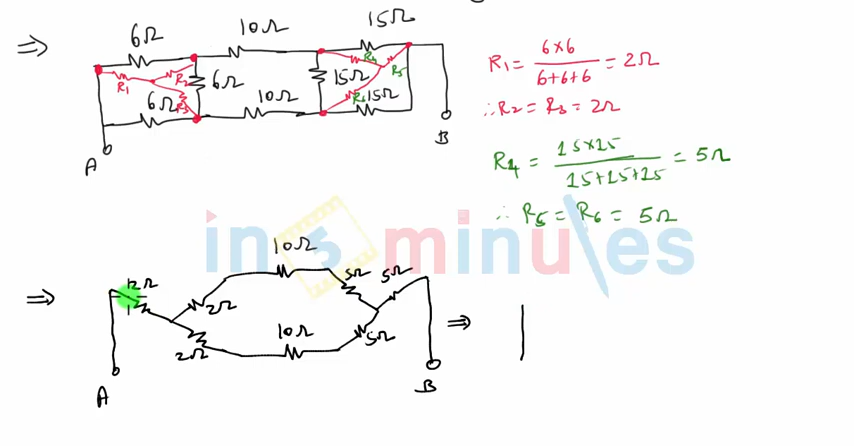 ⇒ 6Ω 10Ω 15Ω
R1 R2 R3 6Ω 6Ω 10Ω 15Ω 15Ω R4 R5 R6
A B
R1 = 6×6 / 6+6+6 = 2Ω
∴R2 = R3 = 2Ω
R4 = 15×15 / 15+15+15 = 5Ω
∴ R5 = R6 = 5Ω
in 5 minutes
⇒ 2Ω 2Ω 10Ω 5Ω 5Ω ⇒
2Ω 10Ω 5Ω
A B